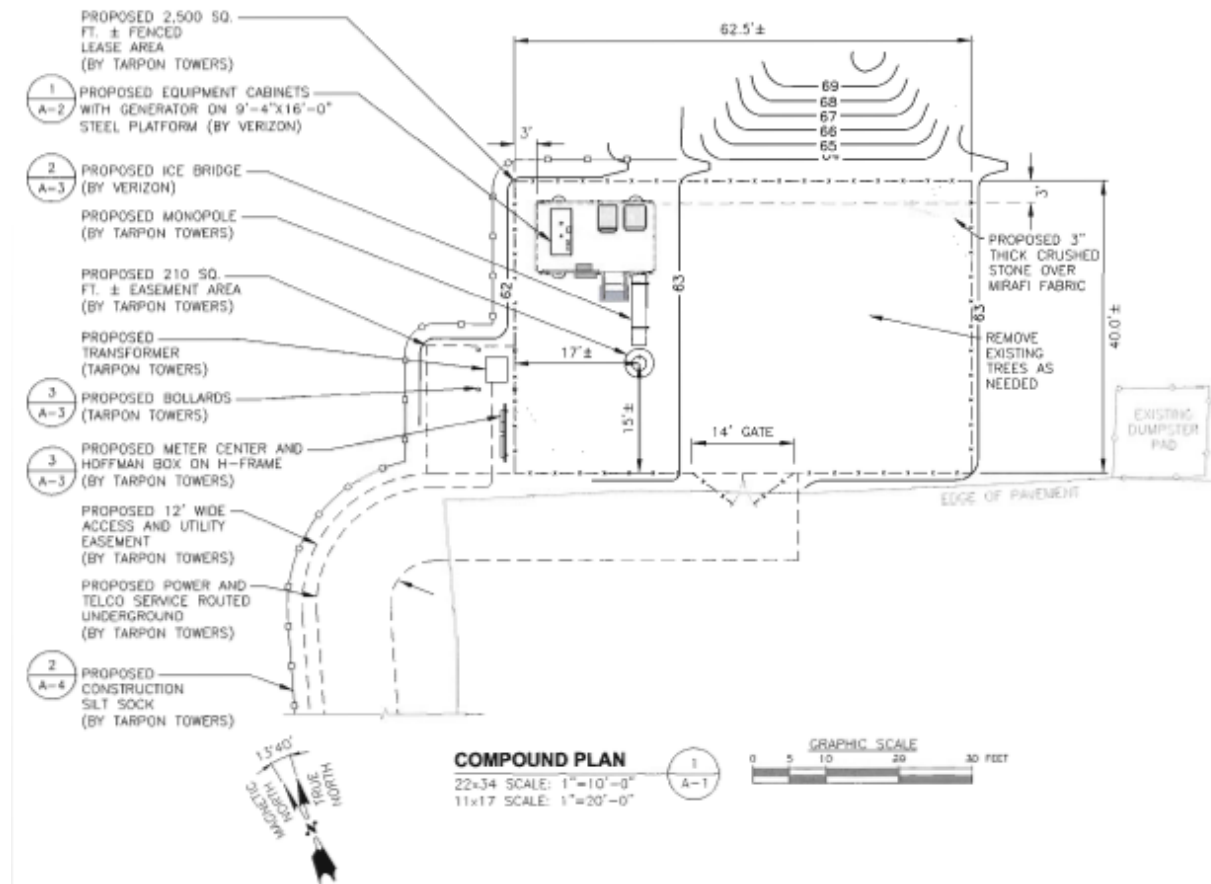 PROPOSED 2,500 SQ.
FT. ± FENCED
LEASE AREA
(BY TARPON TOWERS)
1
A-2
PROPOSED EQUIPMENT CABINETS
WITH GENERATOR ON 9'-4"X16'-0"
STEEL PLATFORM (BY VERIZON)
2
A-3
PROPOSED ICE BRIDGE
(BY VERIZON)
PROPOSED MONOPOLE
(BY TARPON TOWERS)
PROPOSED 210 SQ.
FT. ± EASEMENT AREA
(BY TARPON TOWERS)
PROPOSED
TRANSFORMER
(TARPON TOWERS)
3
A-3
PROPOSED BOLLARDS
(TARPON TOWERS)
3
A-3
PROPOSED METER CENTER AND
HOFFMAN BOX ON H-FRAME
(BY TARPON TOWERS)
PROPOSED 12' WIDE
ACCESS AND UTILITY
EASEMENT
(BY TARPON TOWERS)
PROPOSED POWER AND
TELCO SERVICE ROUTED
UNDERGROUND
(BY TARPON TOWERS)
2
A-4
PROPOSED
CONSTRUCTION
SILT SOCK
(BY TARPON TOWERS)
62.5'±
69
68
67
66
65
3'
3'
62
63
63
17'±
15'±
14' GATE
40.0'±
PROPOSED 3"
THICK CRUSHED
STONE OVER
MIRAFI FABRIC
REMOVE
EXISTING
TREES AS
NEEDED
EXISTING
DUMPSTER
PAD
EDGE OF PAVEMENT
13°40'
MAGNETIC
NORTH
TRUE
NORTH
COMPOUND PLAN
22x34 SCALE: 1"=10'-0"
11x17 SCALE: 1"=20'-0"
1
A-1
GRAPHIC SCALE
0 5 10 20 30 FEET